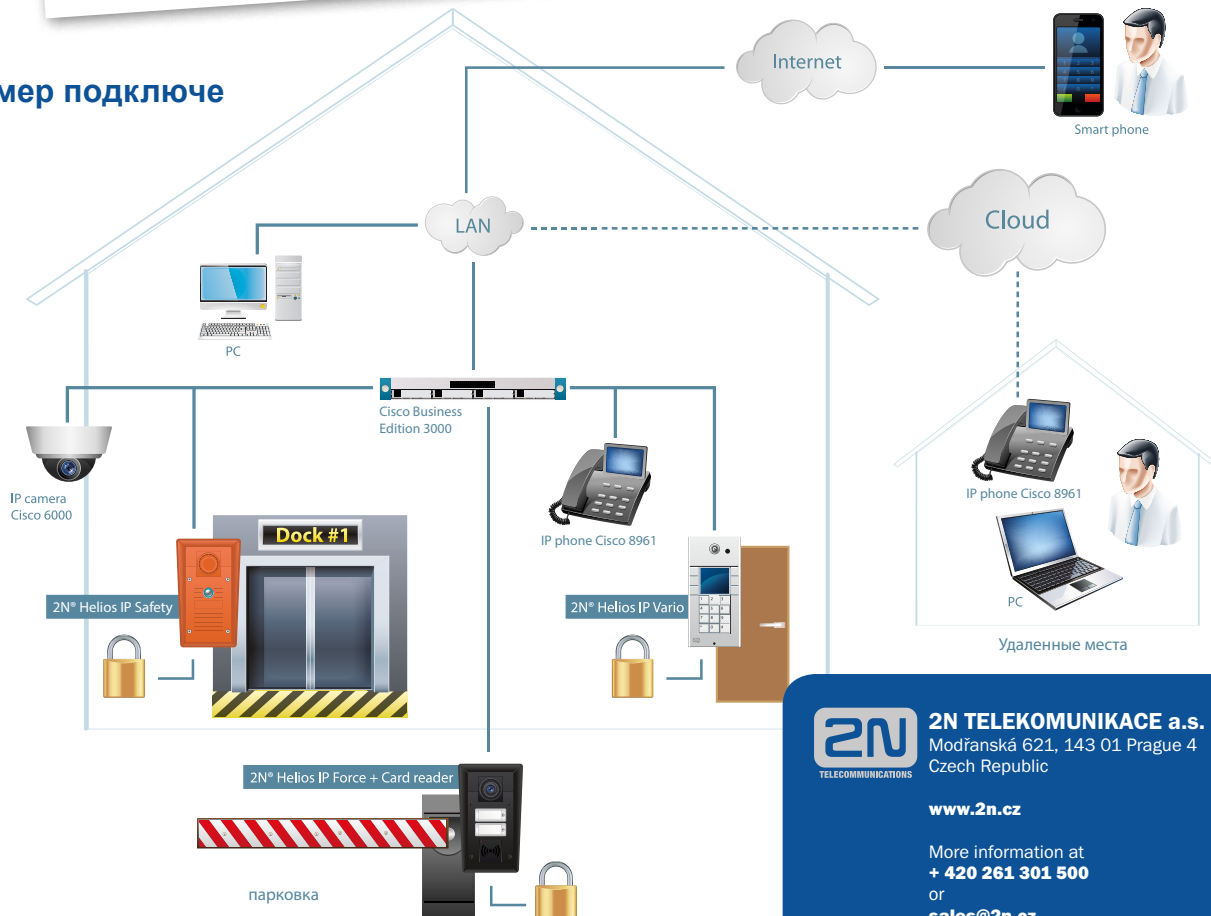 Internet
Smart phone
мер подключе
LAN
Cloud
PC
Cisco Business
Edition 3000
IP camera
Cisco 6000
IP phone Cisco 8961
IP phone Cisco 8961
Dock #1
2N® Helios IP Safety
2N® Helios IP Vario
PC
Удаленные места
2N
TELECOMMUNICATIONS
2N TELEKOMUNIKACE a.s.
Modřanská 621, 143 01 Prague 4
Czech Republic
www.2n.cz
More information at
+ 420 261 301 500
or
sales@2n.cz
2N® Helios IP Force + Card reader
парковка